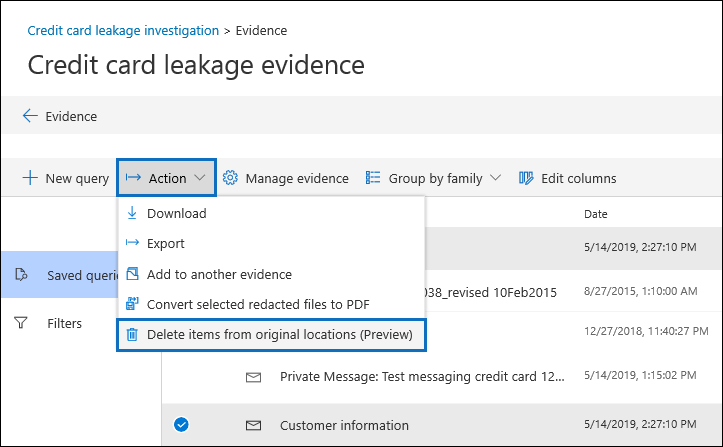 Credit card leakage investigation > Evidence
Credit card leakage evidence
Evidence
New query Action Manage evidence Group by family Edit columns
Download
Date
Export
5/14/2019, 2:27:10 PM
Saved queri
Add to another evidence
038_revised 10Feb2015 8/27/2015, 1:10:00 AM
Convert selected redacted files to PDF
Filters
Delete items from original locations (Preview)
12/27/2018, 11:40:27 PM
Private Message: Test messaging credit card 12... 5/14/2019, 1:15:02 PM
Customer information 5/14/2019, 2:27:10 PM